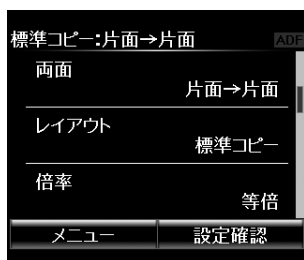 標準コピー:片面→片面 ADF
両面
片面→片面
レイアウト
標準コピー
倍率
等倍
メニュー 設定確認